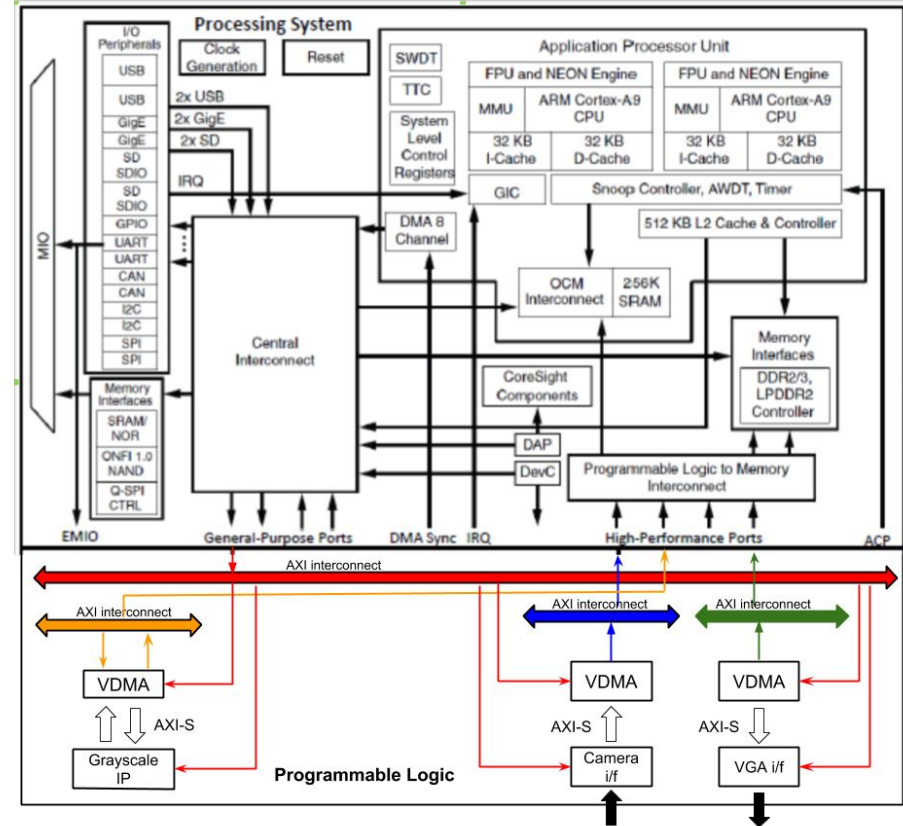 Processing System
I/O
Peripherals
USB
USB
GigE
GigE
SD
SDIO
SD
SDIO
GPIO
UART
UART
CAN
CAN
I2C
I2C
SPI
SPI
MIO
Clock
Generation
Reset
2x USB
2x GigE
2x SD
IRQ
SWDT
TTC
System
Level
Control
Registers
DMA 8
Channel
Application Processor Unit
FPU and NEON Engine
MMU
ARM Cortex-A9
CPU
32 KB
I-Cache
32 KB
D-Cache
FPU and NEON Engine
MMU
ARM Cortex-A9
CPU
32 KB
I-Cache
32 KB
D-Cache
GIC
Snoop Controller, AWDT, Timer
512 KB L2 Cache & Controller
OCM
Interconnect
256K
SRAM
Central
Interconnect
Memory
Interfaces
DDR2/3,
LPDDR2
Controller
CoreSight
Components
DAP
DevC
Programmable Logic to Memory
Interconnect
Memory
Interfaces
SRAM/
NOR
ONFI 1.0
NAND
Q-SPI
CTRL
EMIO
General-Purpose Ports
DMA Sync
IRQ
High-Performance Ports
ACP
AXI interconnect
AXI interconnect
AXI interconnect
AXI interconnect
VDMA
VDMA
VDMA
AXI-S
AXI-S
AXI-S
Grayscale
IP
Programmable Logic
Camera
i/f
VGA i/f